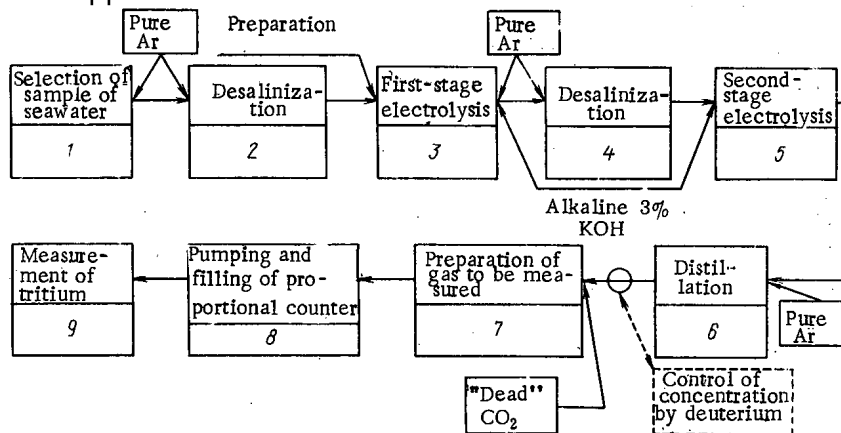 Pure
Ar
Preparation
Pure
Ar
Selection of
sample of
seawater
1
Desaliniza-
tion
2
First-stage
electrolysis
3
Desaliniza-
tion
4
Second-
stage
electrolysis
5
Alkaline 3%
KOH
Measure-
ment of
tritium
9
Pumping and
filling of pro-
portional counter
8
Preparation of
gas to be mea-
sured
7
Distil-
lation
6
Pure
Ar
"Dead"
CO2
Control of
concentration
by deuterium